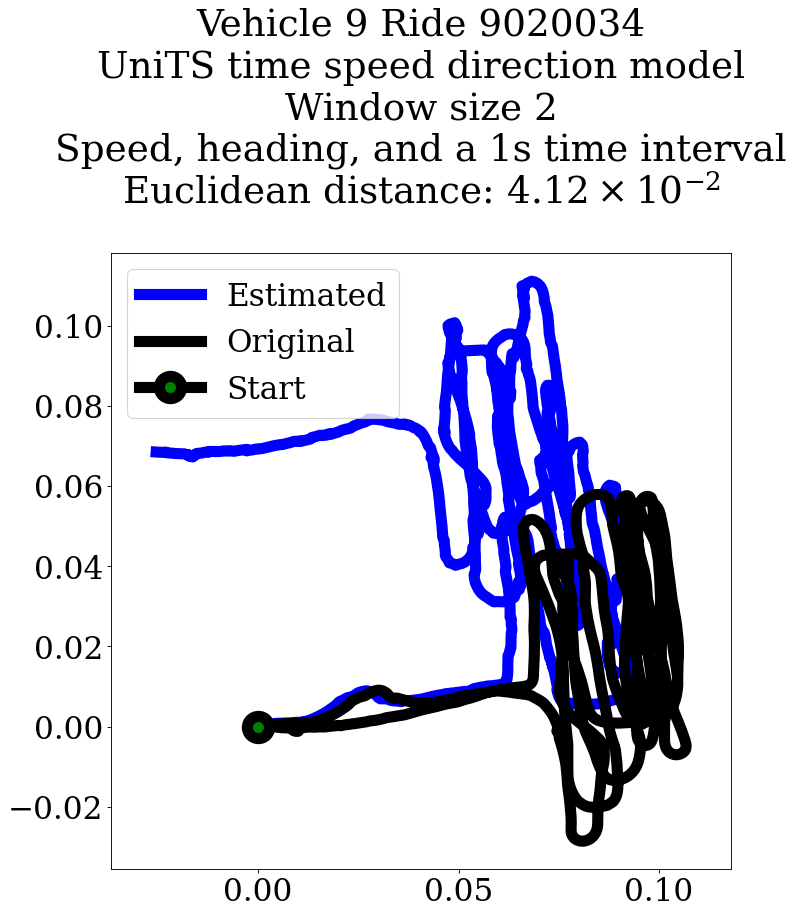 Vehicle 9 Ride 9020034
UniTS time speed direction model
Window size 2
Speed, heading, and a 1s time interval
Euclidean distance: 4.12 × 10⁻²
Estimated
Original
Start
0.10
0.08
0.06
0.04
0.02
0.00
−0.02
0.00 0.05 0.10